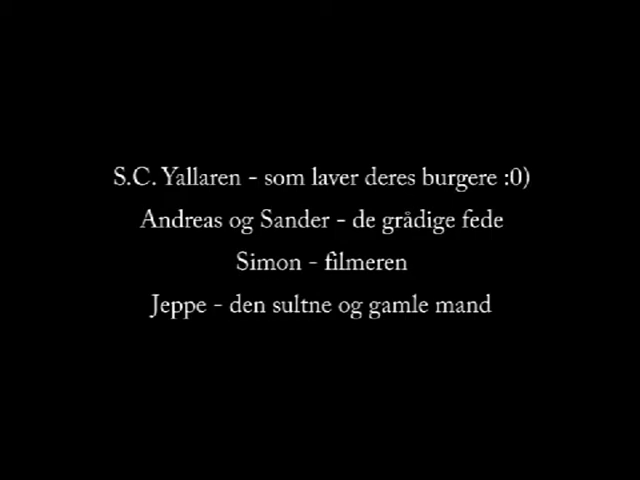 S.C. Yallaren - som laver deres burgere :0)
Andreas og Sander - de grådige fede
Simon - filmeren
Jeppe - den sultne og gamle mand